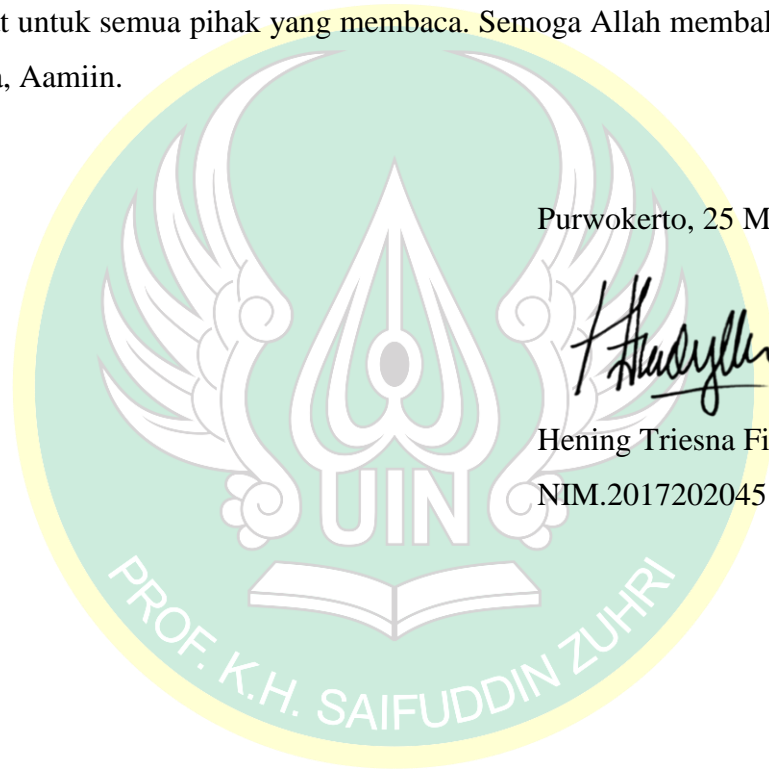 t untuk semua pihak yang membaca. Semoga Allah membal
, Aamiin.
Purwokerto, 25 M
Hening Triesna Fi
NIM.2017202045
UIN
PROF. K.H. SAIFUDDIN ZUHRI